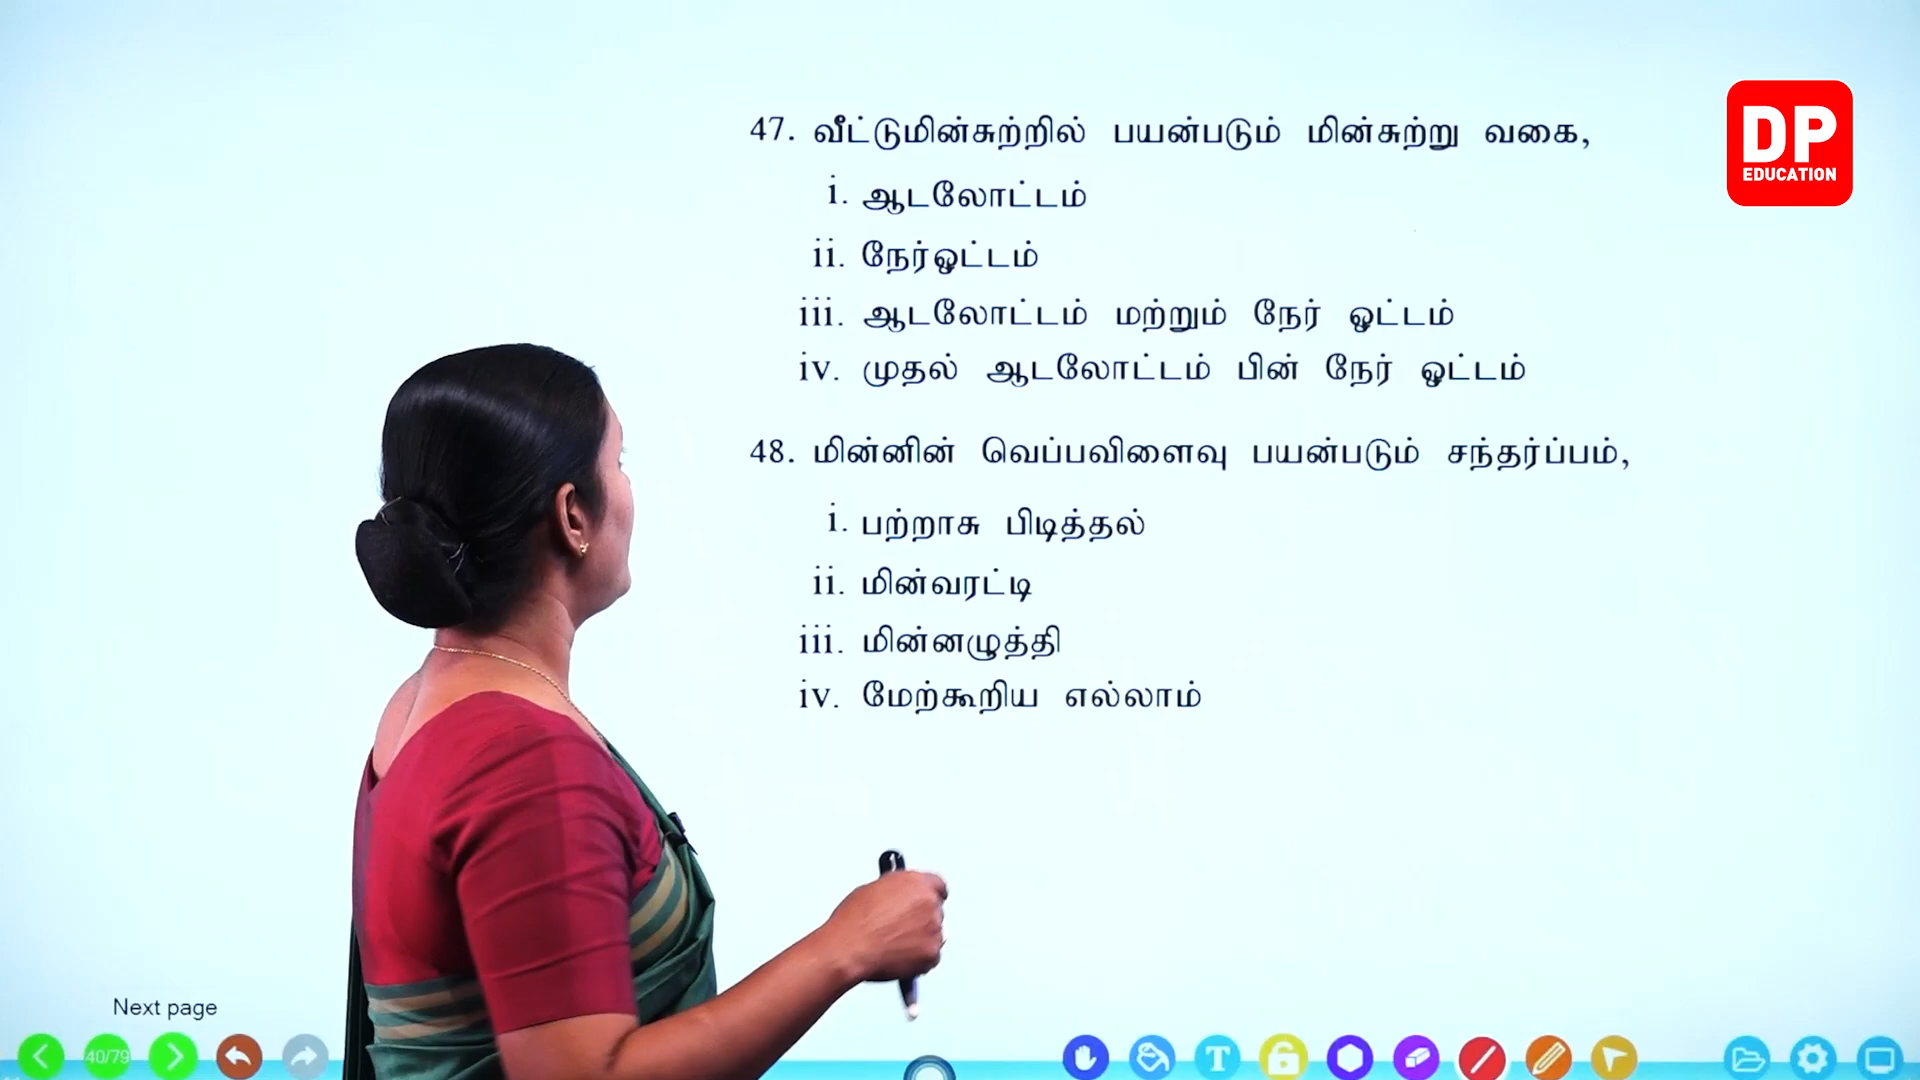 47. வீட்டுமின்சுற்றில் பயன்படும் மின்சுற்று வகை,
i. ஆடலோட்டம்
ii. நேர்ஓட்டம்
iii. ஆடலோட்டம் மற்றும் நேர் ஓட்டம்
iv. முதல் ஆடலோட்டம் பின் நேர் ஓட்டம்
48. மின்னின் வெப்பவிளைவு பயன்படும் சந்தர்ப்பம்,
i. பற்றாசு பிடித்தல்
ii. மின்வரட்டி
iii. மின்னழுத்தி
iv. மேற்கூறிய எல்லாம்
DP
EDUCATION
Next page
40/79
T